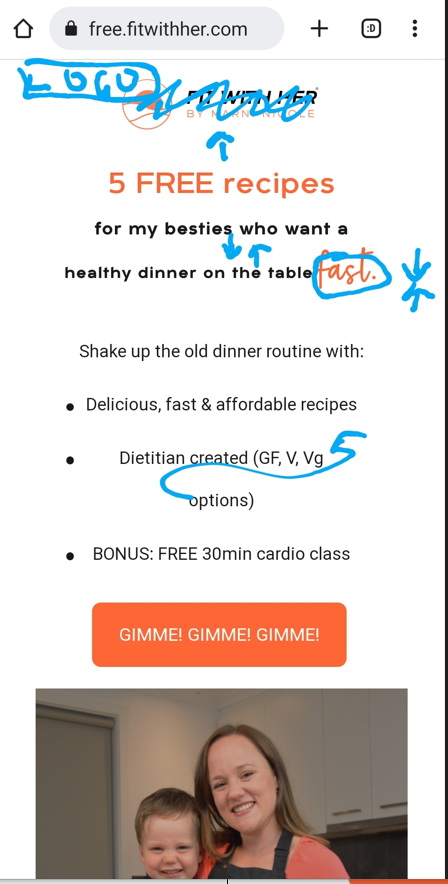 free.fitwithher.com
:D
LOGO
FIT WITH HER
BY MARNI NICOLE
5 FREE recipes
for my besties who want a
healthy dinner on the table fast.
Shake up the old dinner routine with:
• Delicious, fast & affordable recipes
• Dietitian created (GF, V, Vg
options)
• BONUS: FREE 30min cardio class
GIMME! GIMME! GIMME!